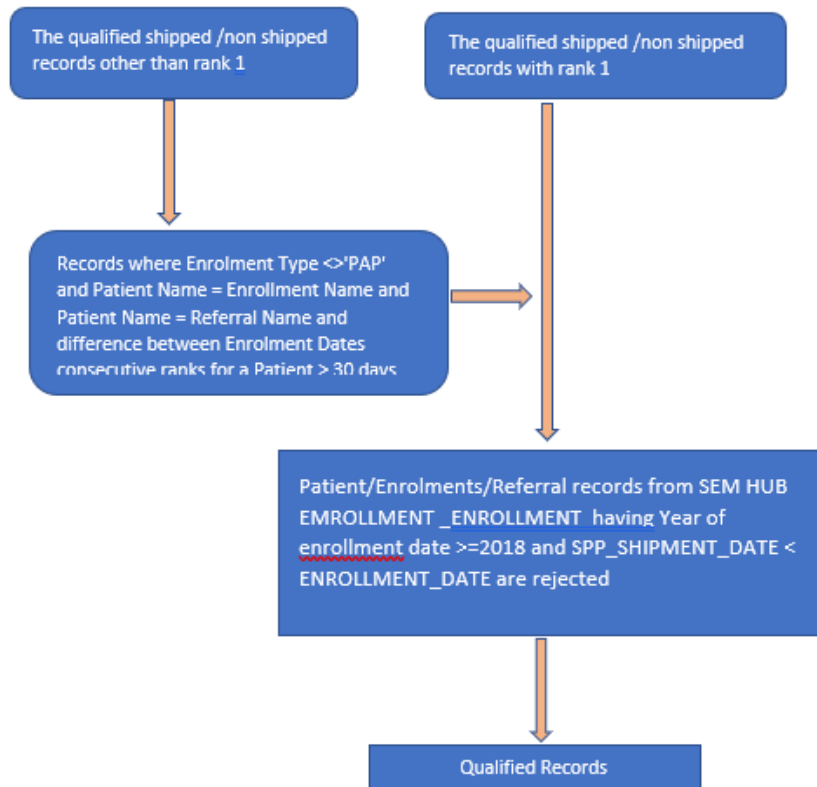 The qualified shipped /non shipped
records other than rank 1
The qualified shipped /non shipped
records with rank 1
Records where Enrolment Type <>'PAP'
and Patient Name = Enrollment Name and
Patient Name = Referral Name and
difference between Enrolment Dates
consecutive ranks for a Patient > 30 days
Patient/Enrolments/Referral records from SEM HUB
EMROLLMENT _ENROLLMENT having Year of
enrollment date >=2018 and SPP_SHIPMENT_DATE <
ENROLLMENT_DATE are rejected
Qualified Records